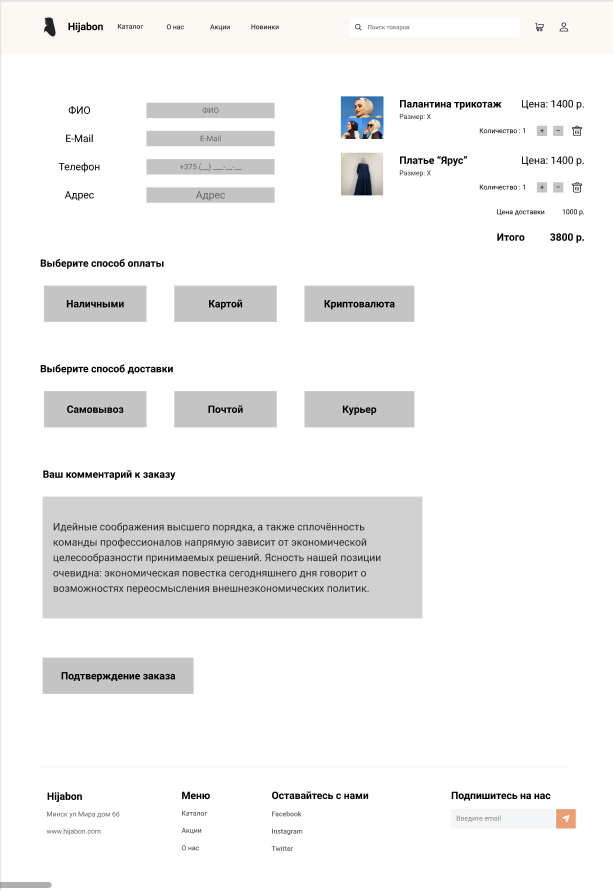 Hijabon
Каталог
О нас
Акции
Новинки
Поиск товаров
ФИО
ФИО
E-Mail
E-Mail
Телефон
+375 (__) ___-__-__
Адрес
Адрес
Палантина трикотаж
Цена: 1400 р.
Размер: X
Количество : 1
+
−
Платье “Ярус”
Цена: 1400 р.
Размер: X
Количество : 1
+
−
Цена доставки
1000 р.
Итого
3800 р.
Выберите способ оплаты
Наличными
Картой
Криптовалюта
Выберите способ доставки
Самовывоз
Почтой
Курьер
Ваш комментарий к заказу
Идейные соображения высшего порядка, а также сплочённость
команды профессионалов напрямую зависит от экономической
целесообразности принимаемых решений. Ясность нашей позиции
очевидна: экономическая повестка сегодняшнего дня говорит о
возможностях переосмысления внешнеэкономических политик.
Подтверждение заказа
Hijabon
Минск ул Мира дом 66
www.hijabon.com
Меню
Каталог
Акции
О нас
Оставайтесь с нами
Facebook
Instagram
Twitter
Подпишитесь на нас
Введите email